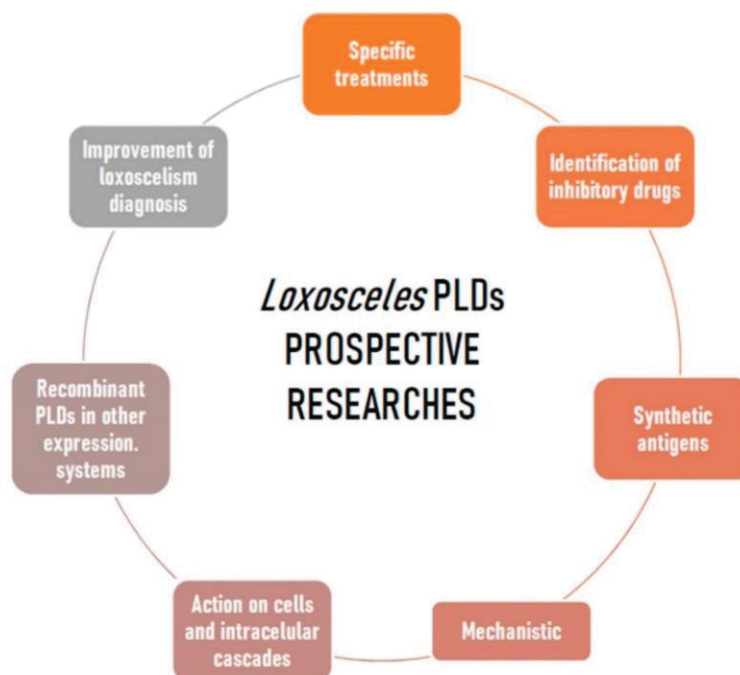 Specific
treatments
Identification of
inhibitory drugs
Synthetic
antigens
Mechanistic
Action on cells
and intracelular
cascades
Recombinant
PLDs in other
expression.
systems
Improvement of
loxoscelism
diagnosis
Loxosceles PLDs
PROSPECTIVE
RESEARCHES